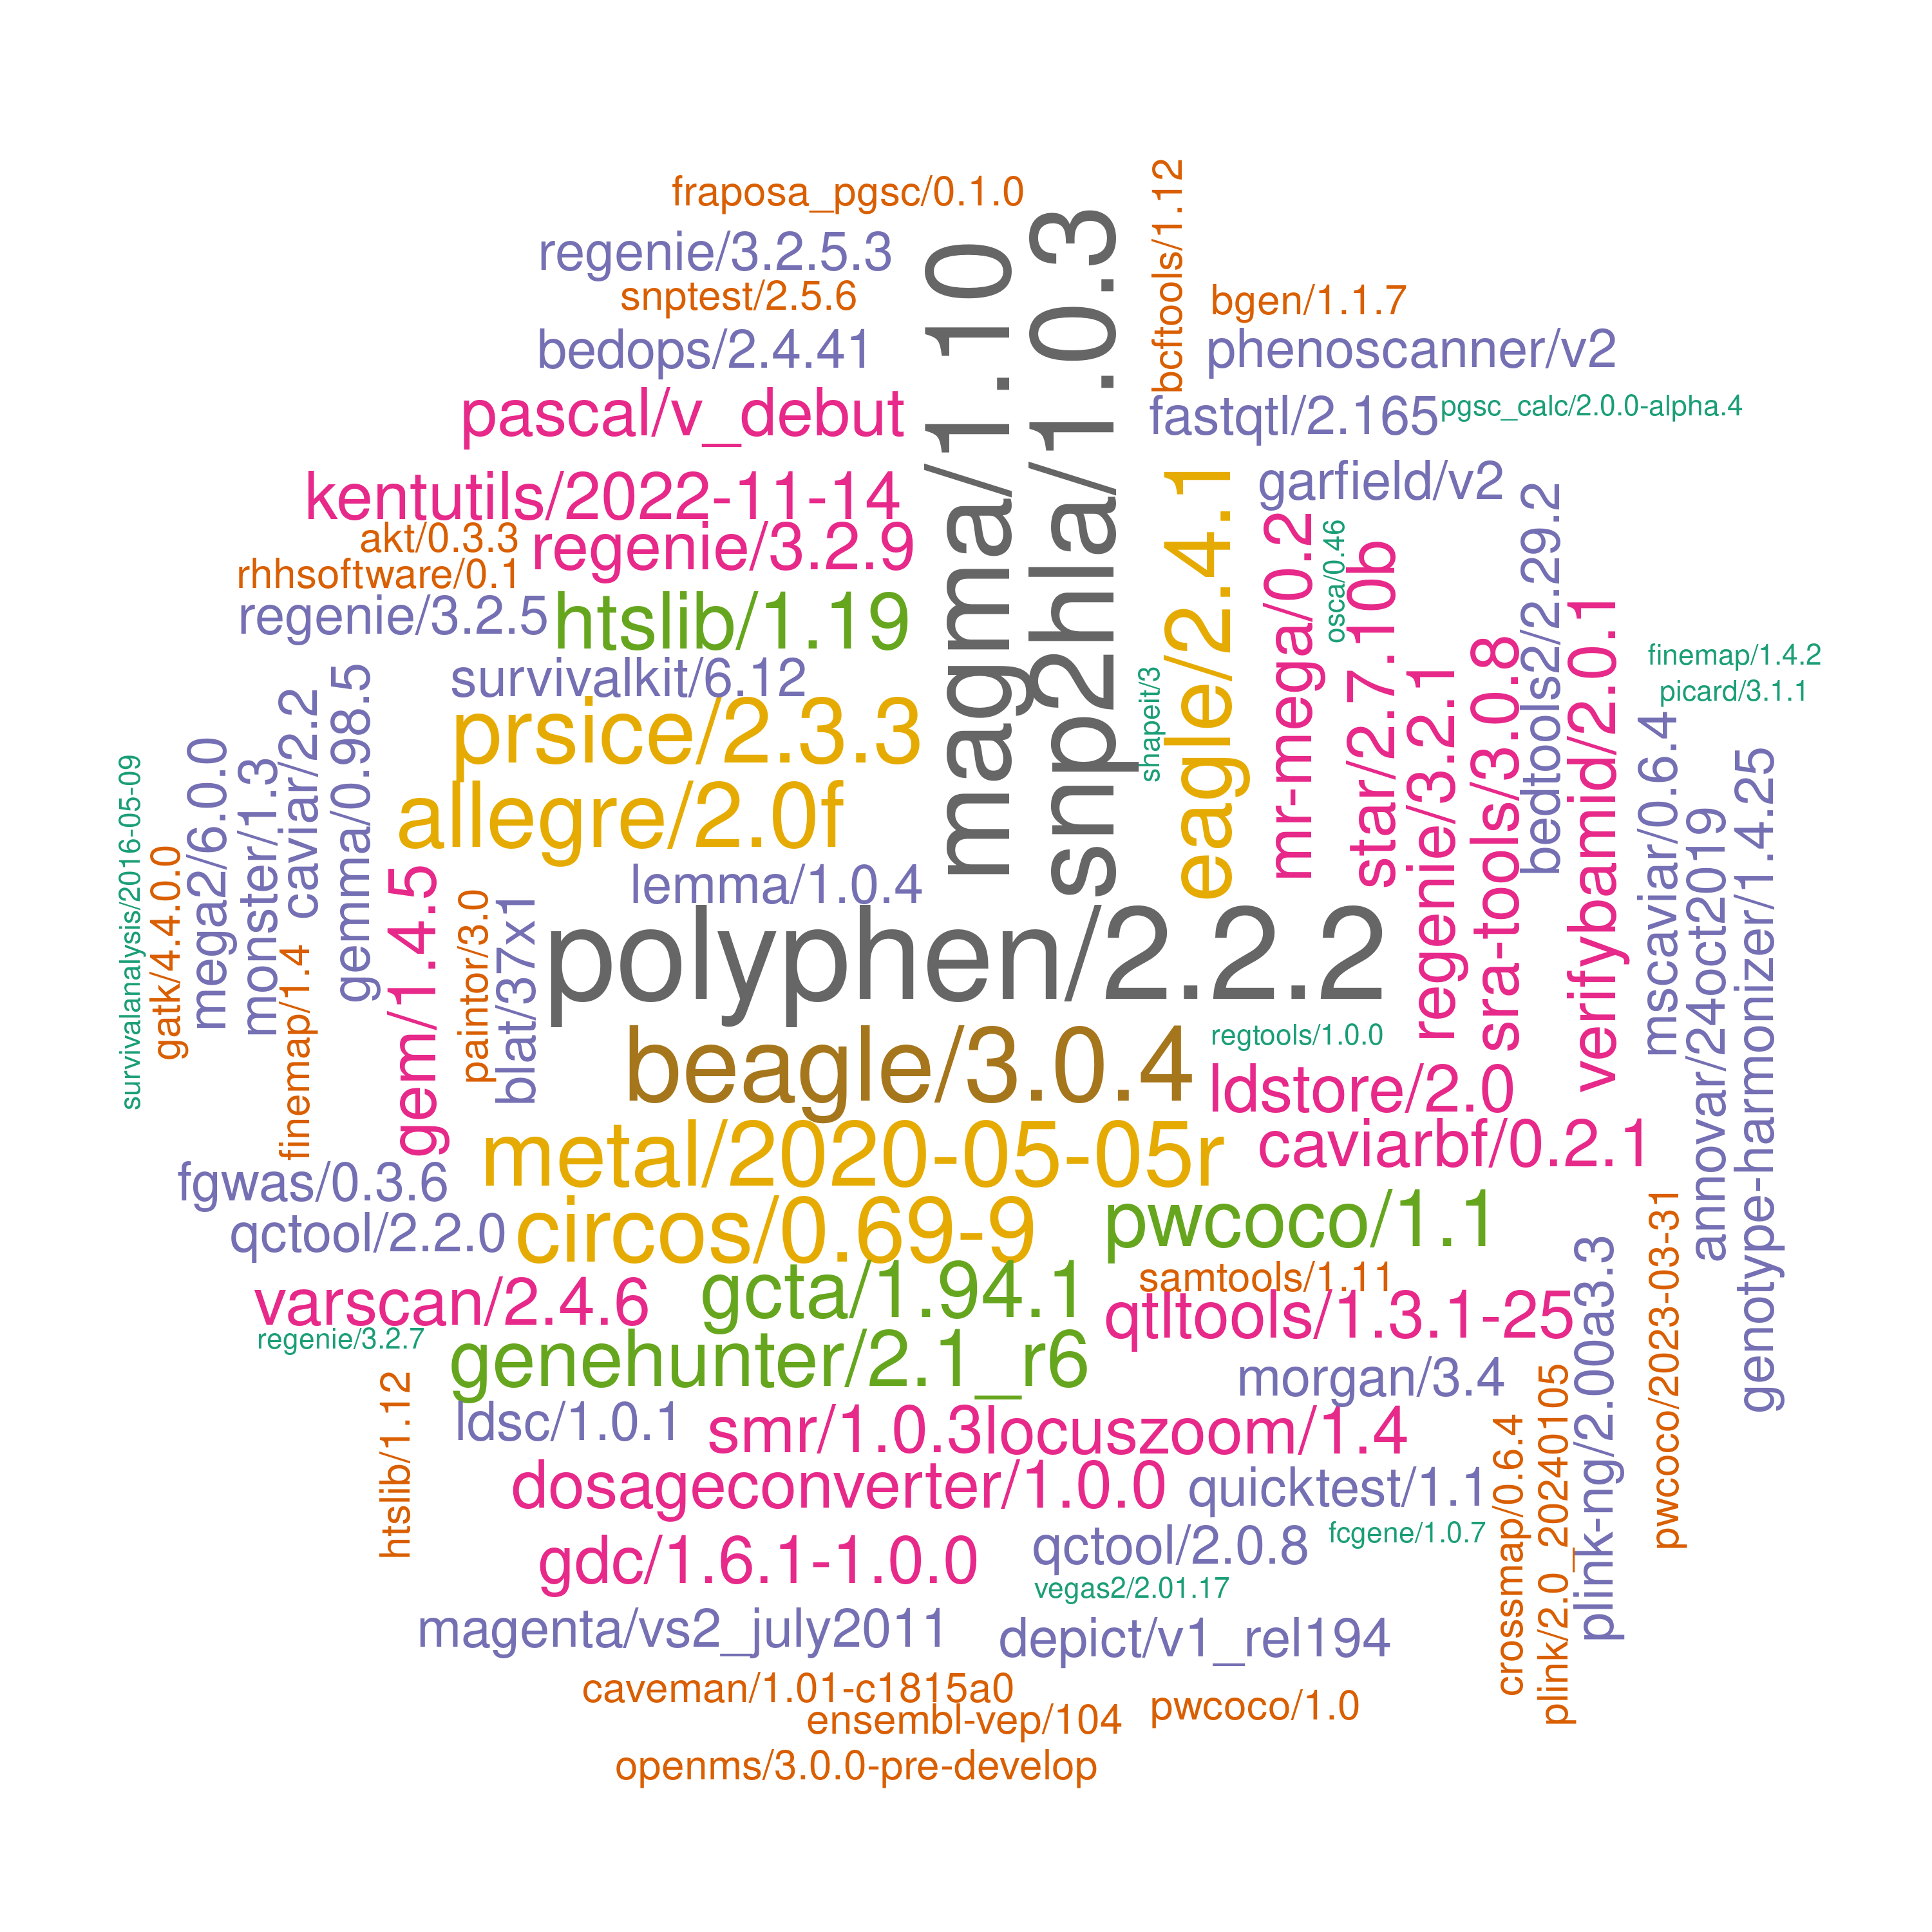 fraposa_pgsc/0.1.0
regenie/3.2.5.3
snptest/2.5.6
bedops/2.4.41
pascal/v_debut
kentutils/2022-11-14
akt/0.3.3
regenie/3.2.9
rhhsoftware/0.1
regenie/3.2.5
htslib/1.19
survivalkit/6.12
prsice/2.3.3
allegre/2.0f
magma/1.10
snp2hla/1.0.3
bcftools/1.12
bgen/1.1.7
phenoscanner/v2
fastqtl/2.165
pgsc_calc/2.0.0-alpha.4
garfield/v2
eagle/2.4.1
shapeit/3
mr-mega/0.2
osca/0.46
star/2.7.10b
regenie/3.2.1
sra-tools/3.0.8
bedtools2/2.29.2
verifybamid/2.0.1
finemap/1.4.2
picard/3.1.1
mscaviar/0.6.4
annovar/24oct2019
genotype-harmonizer/1.4.25
survivalanalysis/2016-05-09
gatk/4.4.0.0
mega2/6.0.0
monster/1.3
caviar/2.2
finemap/1.4
gemma/0.98.5
gem/1.4.5
paintor/3.0
blat/37x1
lemma/1.0.4
polyphen/2.2.2
beagle/3.0.4
regtools/1.0.0
ldstore/2.0
metal/2020-05-05r
caviarbf/0.2.1
fgwas/0.3.6
qctool/2.2.0
circos/0.69-9
pwcoco/1.1
varscan/2.4.6
gcta/1.94.1
samtools/1.11
qtltools/1.3.1-25
regenie/3.2.7
genehunter/2.1_r6
morgan/3.4
htslib/1.12
ldsc/1.0.1
smr/1.0.3
locuszoom/1.4
dosageconverter/1.0.0
quicktest/1.1
gdc/1.6.1-1.0.0
qctool/2.0.8
fcgene/1.0.7
vegas2/2.01.17
crossmap/0.6.4
plink/2.0_20240105
plink-ng/2.00a3.3
pwcoco/2023-03-31
magenta/vs2_july2011
depict/v1_rel194
caveman/1.01-c1815a0
ensembl-vep/104
pwcoco/1.0
openms/3.0.0-pre-develop